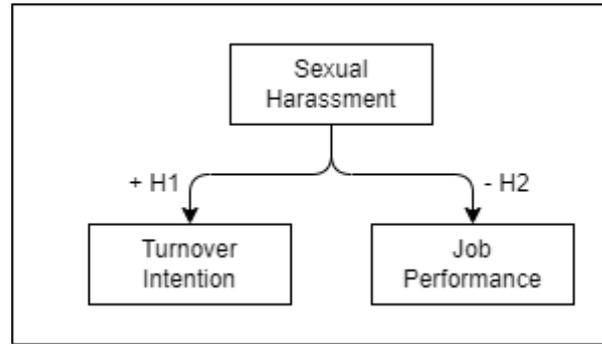 Sexual
Harassment
+ H1
- H2
Turnover
Intention
Job
Performance